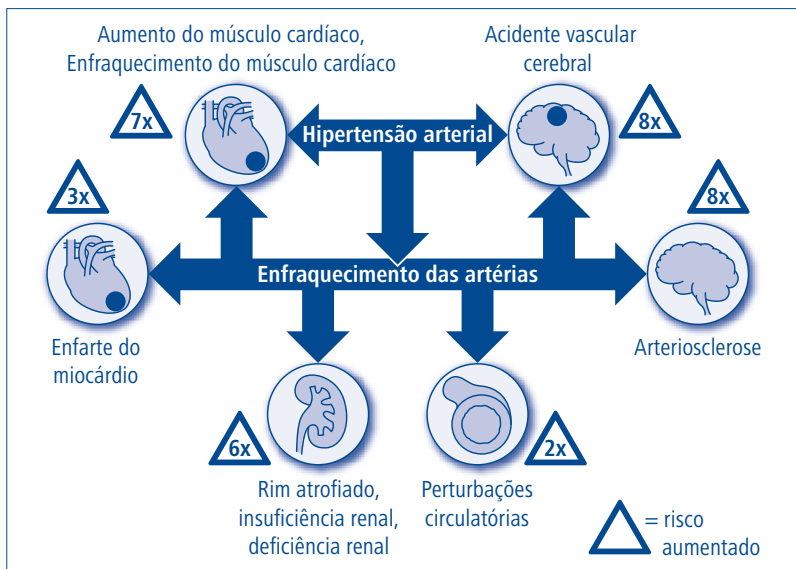 Aumento do músculo cardíaco,
Enfraquecimento do músculo cardíaco
Acidente vascular
cerebral
7x
Hipertensão arterial
8x
3x
8x
Enfraquecimento das artérias
Enfarte do
miocárdio
Arteriosclerose
6x
2x
Rim atrofiado,
insuficiência renal,
deficiência renal
Perturbações
circulatórias
= risco
aumentado